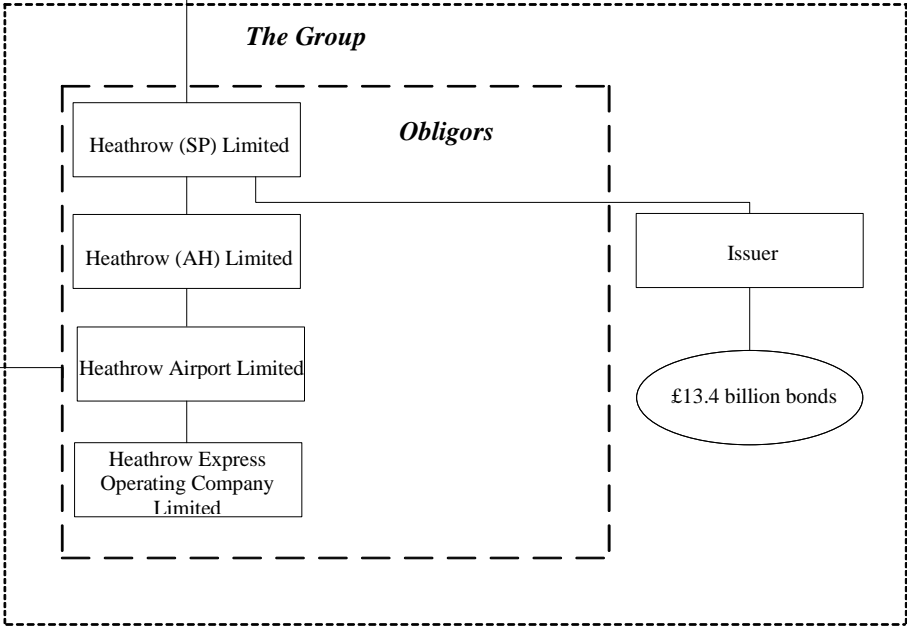 The Group
Obligors
Heathrow (SP) Limited
Heathrow (AH) Limited
Issuer
Heathrow Airport Limited
£13.4 billion bonds
Heathrow Express
Operating Company
Limited